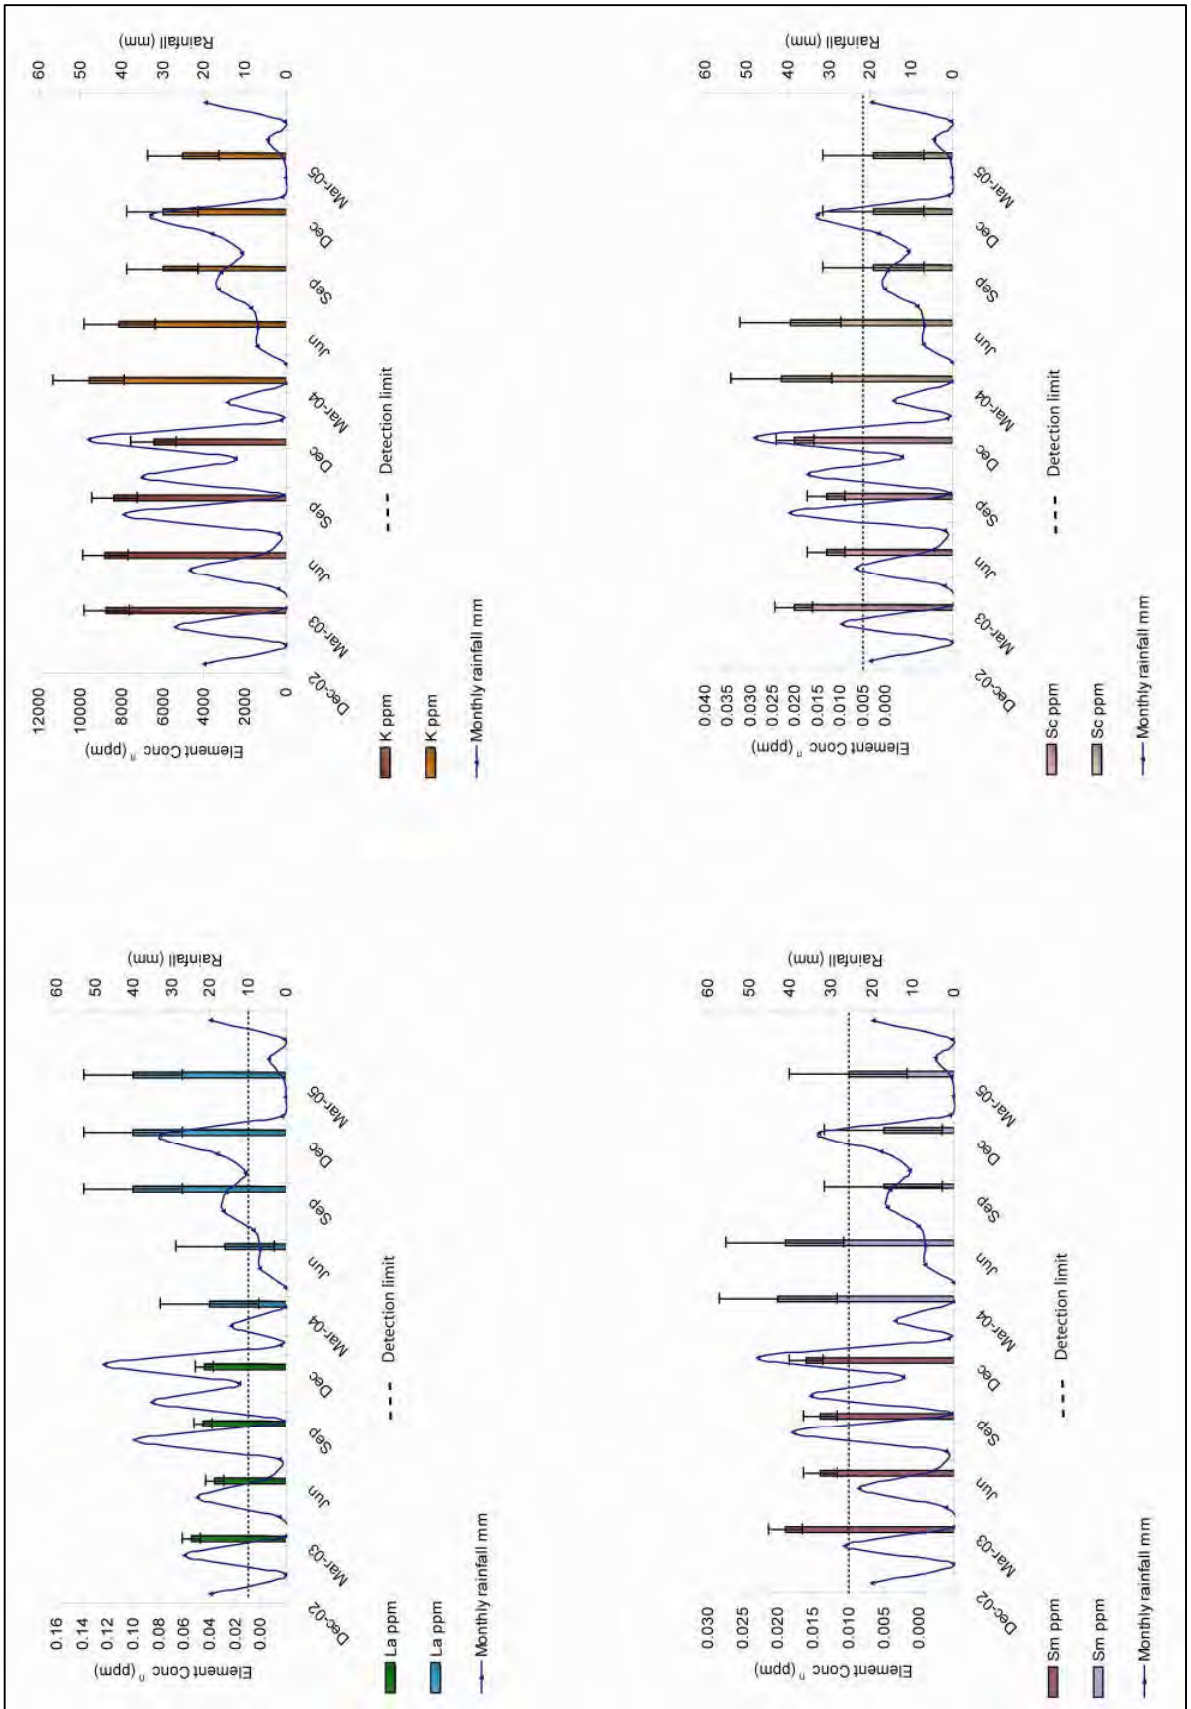 Rainfall (mm)
60 50 40 30 20 10 0
Mar-05
Dec
Sep
Jun
Mar-04
Dec
Sep
Jun
Mar-03
Dec-02
12000 10000 8000 6000 4000 2000 0
Element Conc n (ppm)
K ppm
K ppm
Monthly rainfall mm
Detection limit
Rainfall (mm)
60 50 40 30 20 10 0
Mar-05
Dec
Sep
Jun
Mar-04
Dec
Sep
Jun
Mar-03
Dec-02
0.040 0.035 0.030 0.025 0.020 0.015 0.010 0.005 0.000
Element Conc n (ppm)
Sc ppm
Sc ppm
Monthly rainfall mm
Detection limit
Rainfall (mm)
60 50 40 30 20 10 0
Mar-05
Dec
Sep
Jun
Mar-04
Dec
Sep
Jun
Mar-03
Dec-02
0.16 0.14 0.12 0.10 0.08 0.06 0.04 0.02 0.00
Element Conc n (ppm)
La ppm
La ppm
Monthly rainfall mm
Detection limit
Rainfall (mm)
60 50 40 30 20 10 0
Mar-05
Dec
Sep
Jun
Mar-04
Dec
Sep
Jun
Mar-03
Dec-02
0.030 0.025 0.020 0.015 0.010 0.005 0.000
Element Conc n (ppm)
Sm ppm
Sm ppm
Monthly rainfall mm
Detection limit